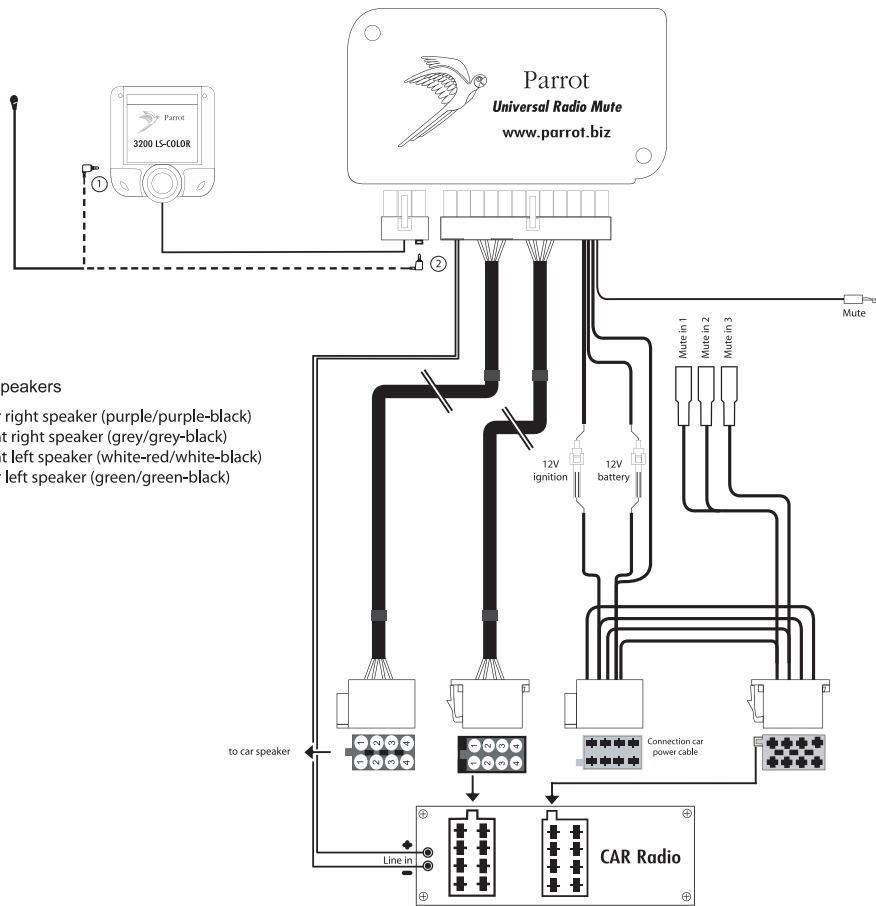 Parrot
Universal Radio Mute
www.parrot.biz
Parrot
3200 LS-COLOR
1
2
Mute
Mute in 1
Mute in 2
Mute in 3
peakers
r right speaker (purple/purple-black)
t right speaker (grey/grey-black)
t left speaker (white-red/white-black)
r left speaker (green/green-black)
12V
ignition
12V
battery
to car speaker
1 2 3 4
1 2 3 4
1 2 3 4
1 2 3 4
Connection car
power cable
Line in
CAR Radio